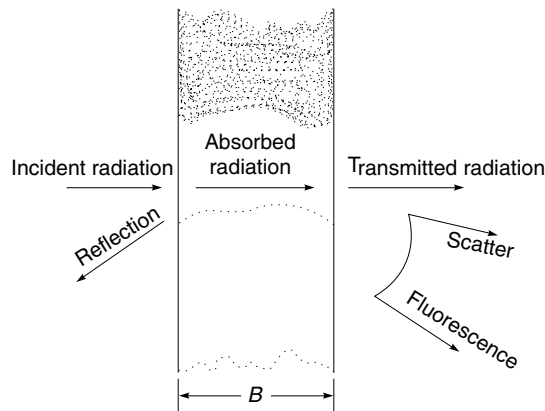 Incident radiation
Absorbed
radiation
Transmitted radiation
Reflection
Scatter
Fluorescence
B